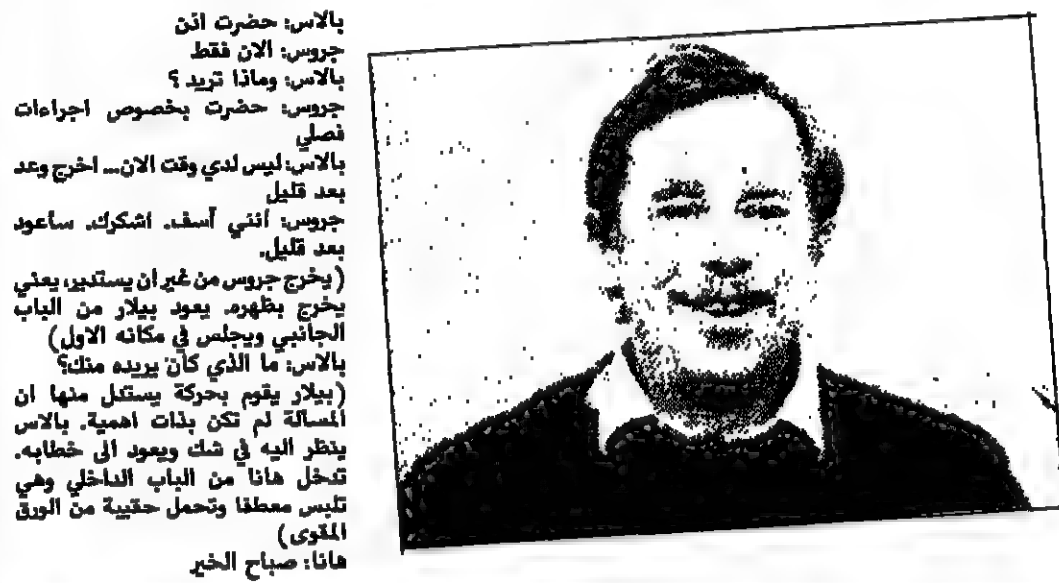 بالاس: حضرت اذن
جروس: الان فقط
بالاس: وماذا تريد ؟
جروس: حضرت بخصوص اجراءات
فصلي
بالاس: ليس لدي وقت الان... اخرج وعد
بعد قليل
جروس: انني آسف. اشكرك. سأعود
بعد قليل.
( يخرج جروس من غير ان يستدير، يعني
يخرج بظهره. يعود بيلار من الباب
الجانبي ويجلس في مكانه الاول)
بالاس: ما الذي كان يريده منك؟
(بيلار يقوم بحركة يستدل منها ان
المسألة لم تكن بذات اهمية. بالاس
ينظر اليه في شك ويعود الى خطابه.
تدخل هانا من الباب الداخلي وهي
تلبس معطفا وتحمل حقيبة من الورق
المقوى)
هانا: صباح الخير